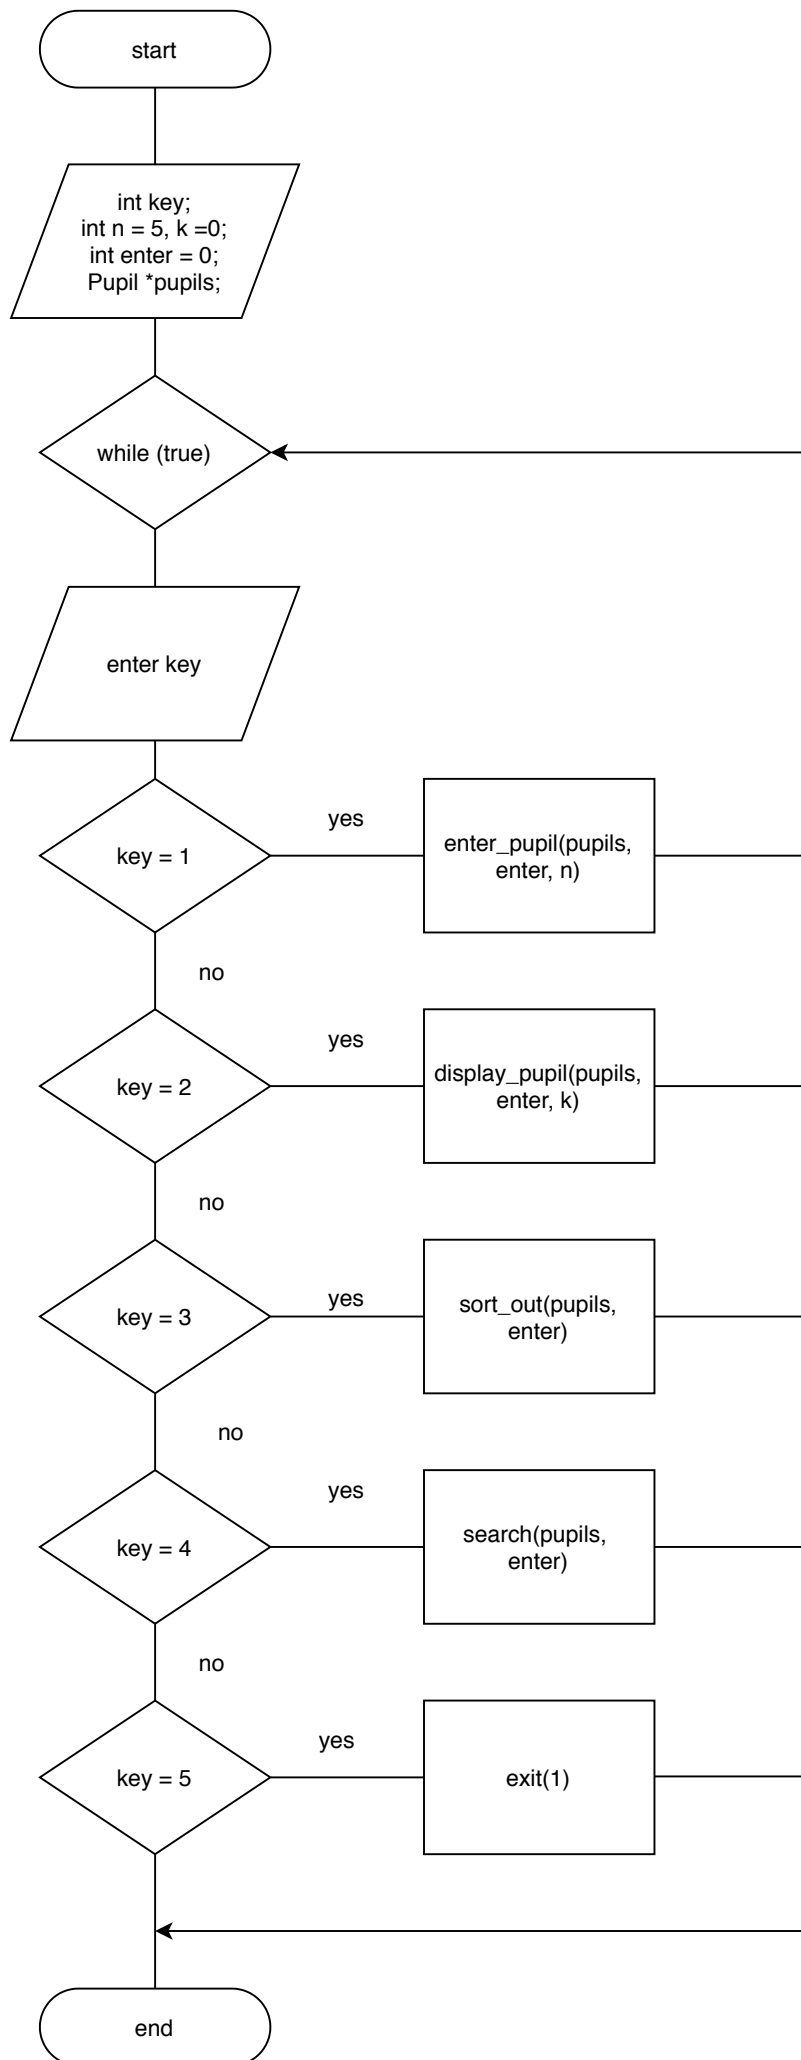 start
int key;
int n = 5, k =0;
int enter = 0;
Pupil *pupils;
while (true)
enter key
key = 1
yes
enter_pupil(pupils,
enter, n)
no
key = 2
yes
display_pupil(pupils,
enter, k)
no
key = 3
yes
sort_out(pupils,
enter)
no
key = 4
yes
search(pupils,
enter)
no
key = 5
yes
exit(1)
end